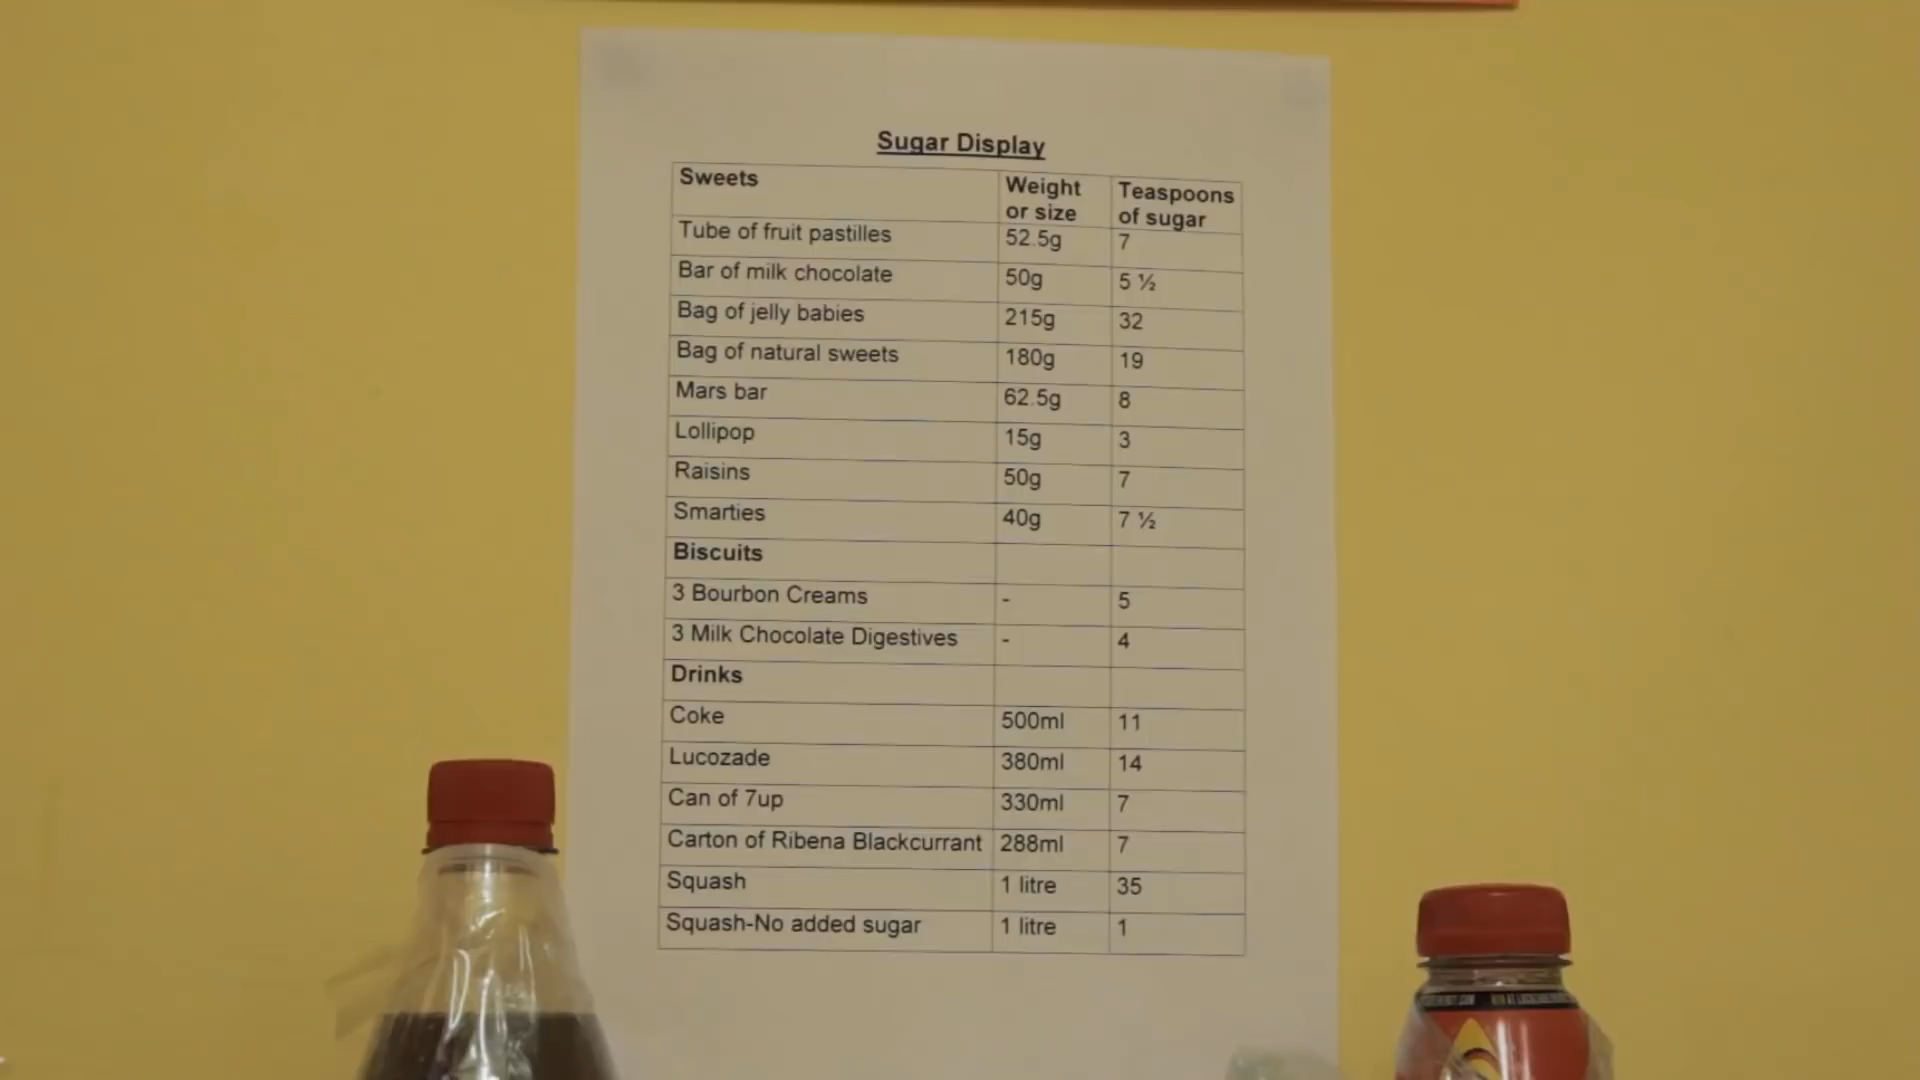 Sugar Display
Sweets Weight or size Teaspoons of sugar
Tube of fruit pastilles 52.5g 7
Bar of milk chocolate 50g 5 ½
Bag of jelly babies 215g 32
Bag of natural sweets 180g 19
Mars bar 62.5g 8
Lollipop 15g 3
Raisins 50g 7
Smarties 40g 7 ½
Biscuits
3 Bourbon Creams - 5
3 Milk Chocolate Digestives - 4
Drinks
Coke 500ml 11
Lucozade 380ml 14
Can of 7up 330ml 7
Carton of Ribena Blackcurrant 288ml 7
Squash 1 litre 35
Squash-No added sugar 1 litre 1